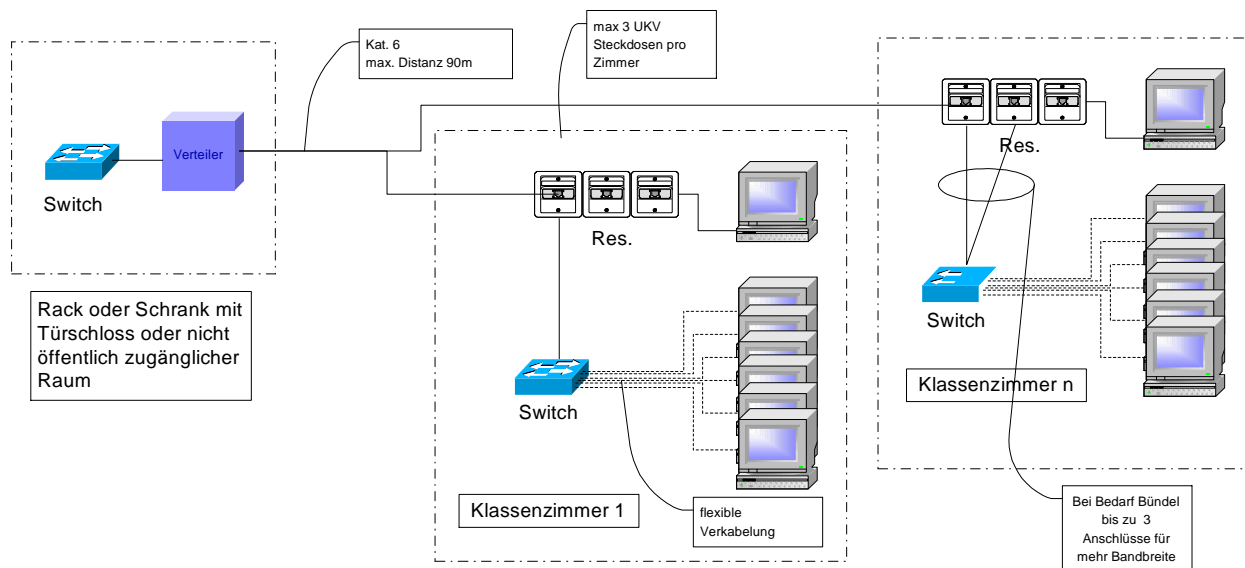 Kat. 6
max. Distanz 90m
max 3 UKV
Steckdosen pro
Zimmer
Verteiler
Switch
Rack oder Schrank mit
Türschloss oder nicht
öffentlich zugänglicher
Raum
Res.
Switch
Klassenzimmer 1
flexible
Verkabelung
Res.
Switch
Klassenzimmer n
Bei Bedarf Bündel
bis zu 3
Anschlüsse für
mehr Bandbreite